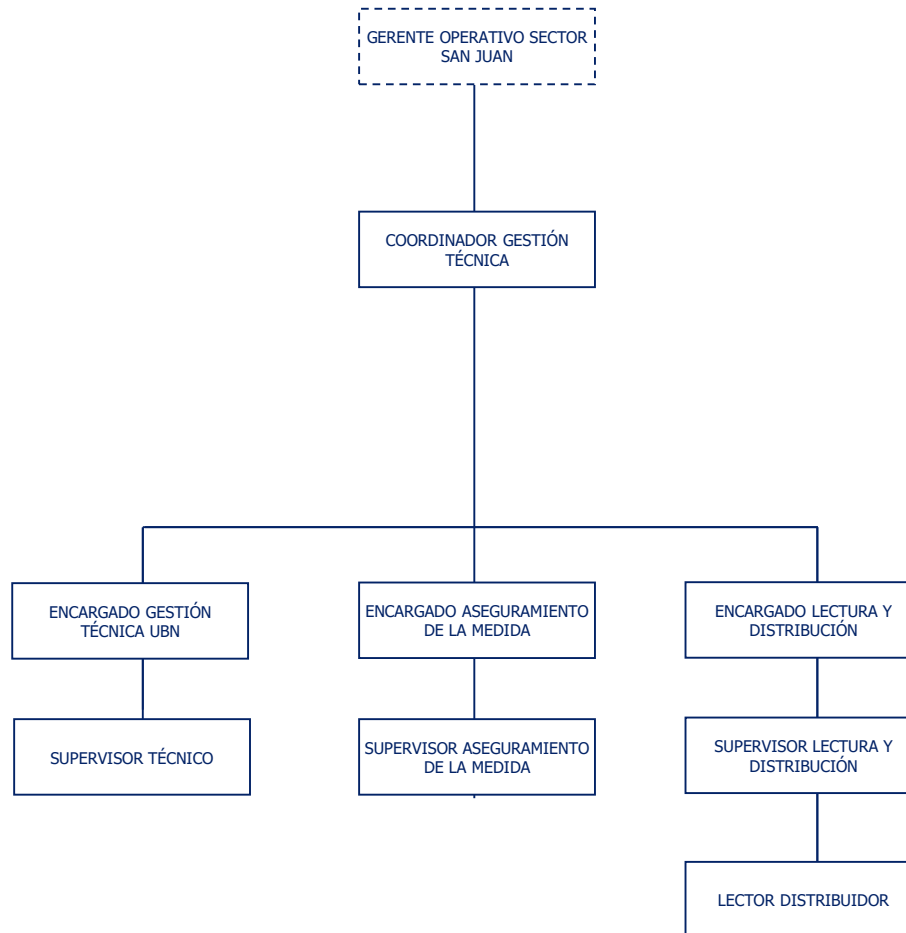 GERENTE OPERATIVO SECTOR
SAN JUAN
COORDINADOR GESTIÓN
TÉCNICA
ENCARGADO GESTIÓN
TÉCNICA UBN
ENCARGADO ASEGURAMIENTO
DE LA MEDIDA
ENCARGADO LECTURA Y
DISTRIBUCIÓN
SUPERVISOR TÉCNICO
SUPERVISOR ASEGURAMIENTO
DE LA MEDIDA
SUPERVISOR LECTURA Y
DISTRIBUCIÓN
LECTOR DISTRIBUIDOR